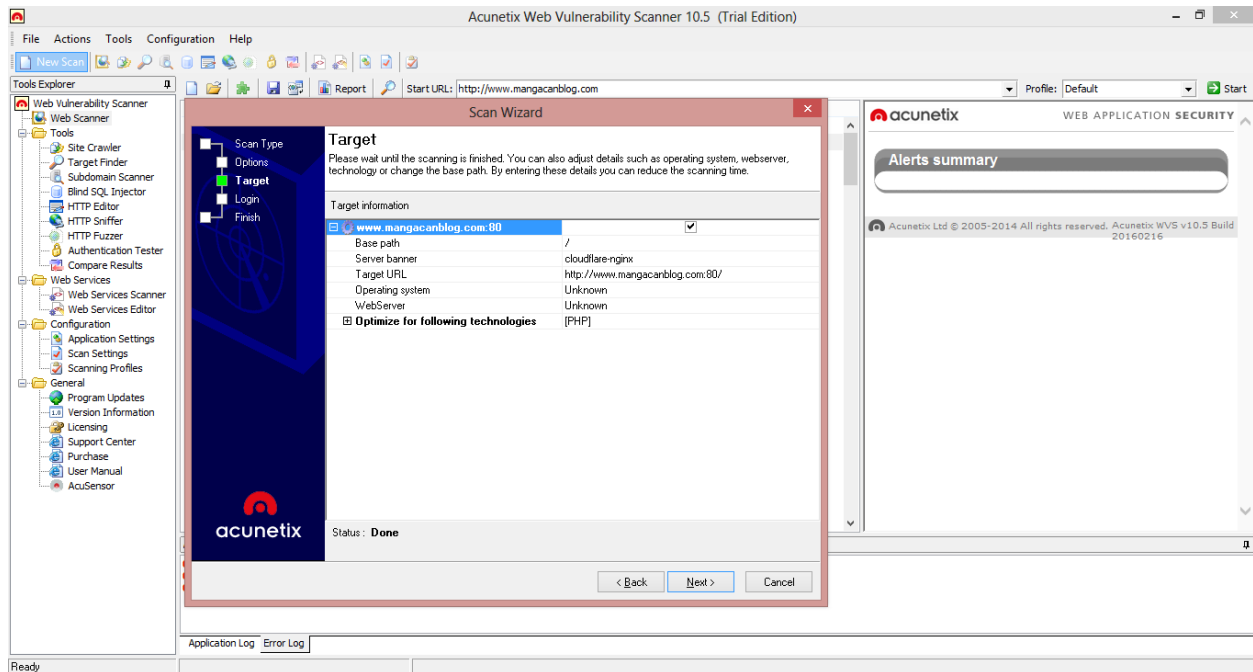 Acunetix Web Vulnerability Scanner 10.5 (Trial Edition)
File Actions Tools Configuration Help
New Scan
Tools Explorer
Report Start URL: http://www.mangacanblog.com Profile: Default Start
Web Vulnerability Scanner
Web Scanner
Tools
Site Crawler
Target Finder
Subdomain Scanner
Blind SQL Injector
HTTP Editor
HTTP Sniffer
HTTP Fuzzer
Authentication Tester
Compare Results
Web Services
Web Services Scanner
Web Services Editor
Configuration
Application Settings
Scan Settings
Scanning Profiles
General
Program Updates
Version Information
Licensing
Support Center
Purchase
User Manual
AcuSensor
Scan Wizard
Scan Type
Options
Target
Login
Finish
acunetix
Target
Please wait until the scanning is finished. You can also adjust details such as operating system, webserver,
technology or change the base path. By entering these details you can reduce the scanning time.
Target information
www.mangacanblog.com:80
Base path /
Server banner cloudflare-nginx
Target URL http://www.mangacanblog.com:80/
Operating system Unknown
WebServer Unknown
Optimize for following technologies [PHP]
Status : Done
< Back Next > Cancel
acunetix WEB APPLICATION SECURITY
Alerts summary
Acunetix Ltd © 2005-2014 All rights reserved. Acunetix WVS v10.5 Build
20160216
Application Log Error Log
Ready